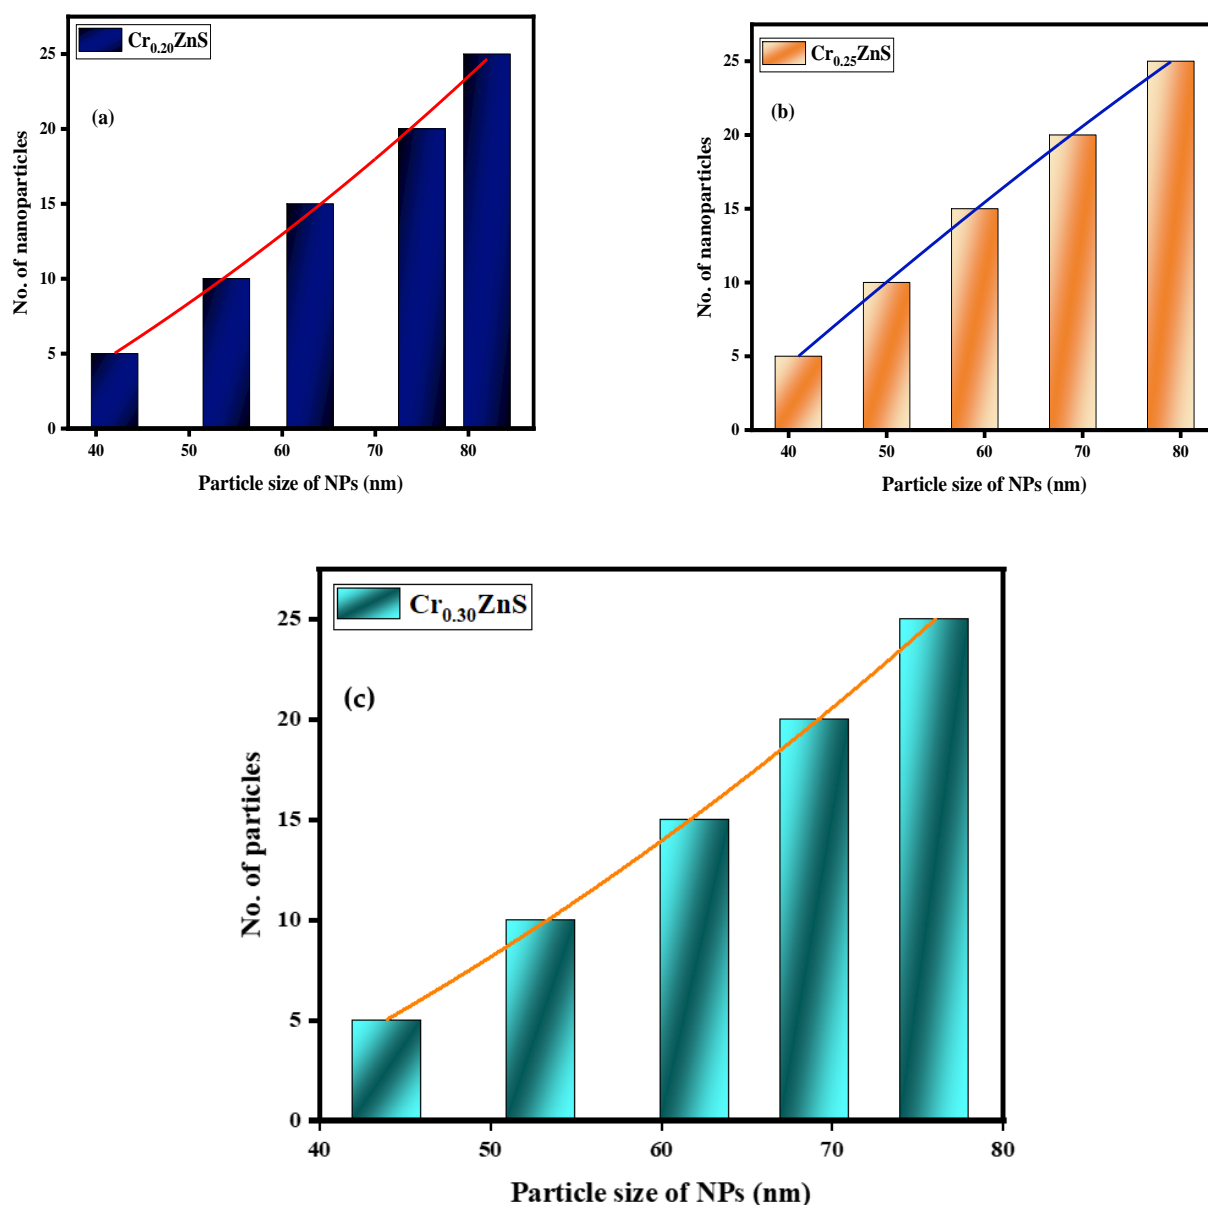 Cr0.20ZnS
(a)
No. of nanoparticles
25
20
15
10
5
0
40 50 60 70 80
Particle size of NPs (nm)
Cr0.25ZnS
(b)
No. of nanoparticles
25
20
15
10
5
0
40 50 60 70 80
Particle size of NPs (nm)
Cr0.30ZnS
(c)
No. of particles
25
20
15
10
5
0
40 50 60 70 80
Particle size of NPs (nm)